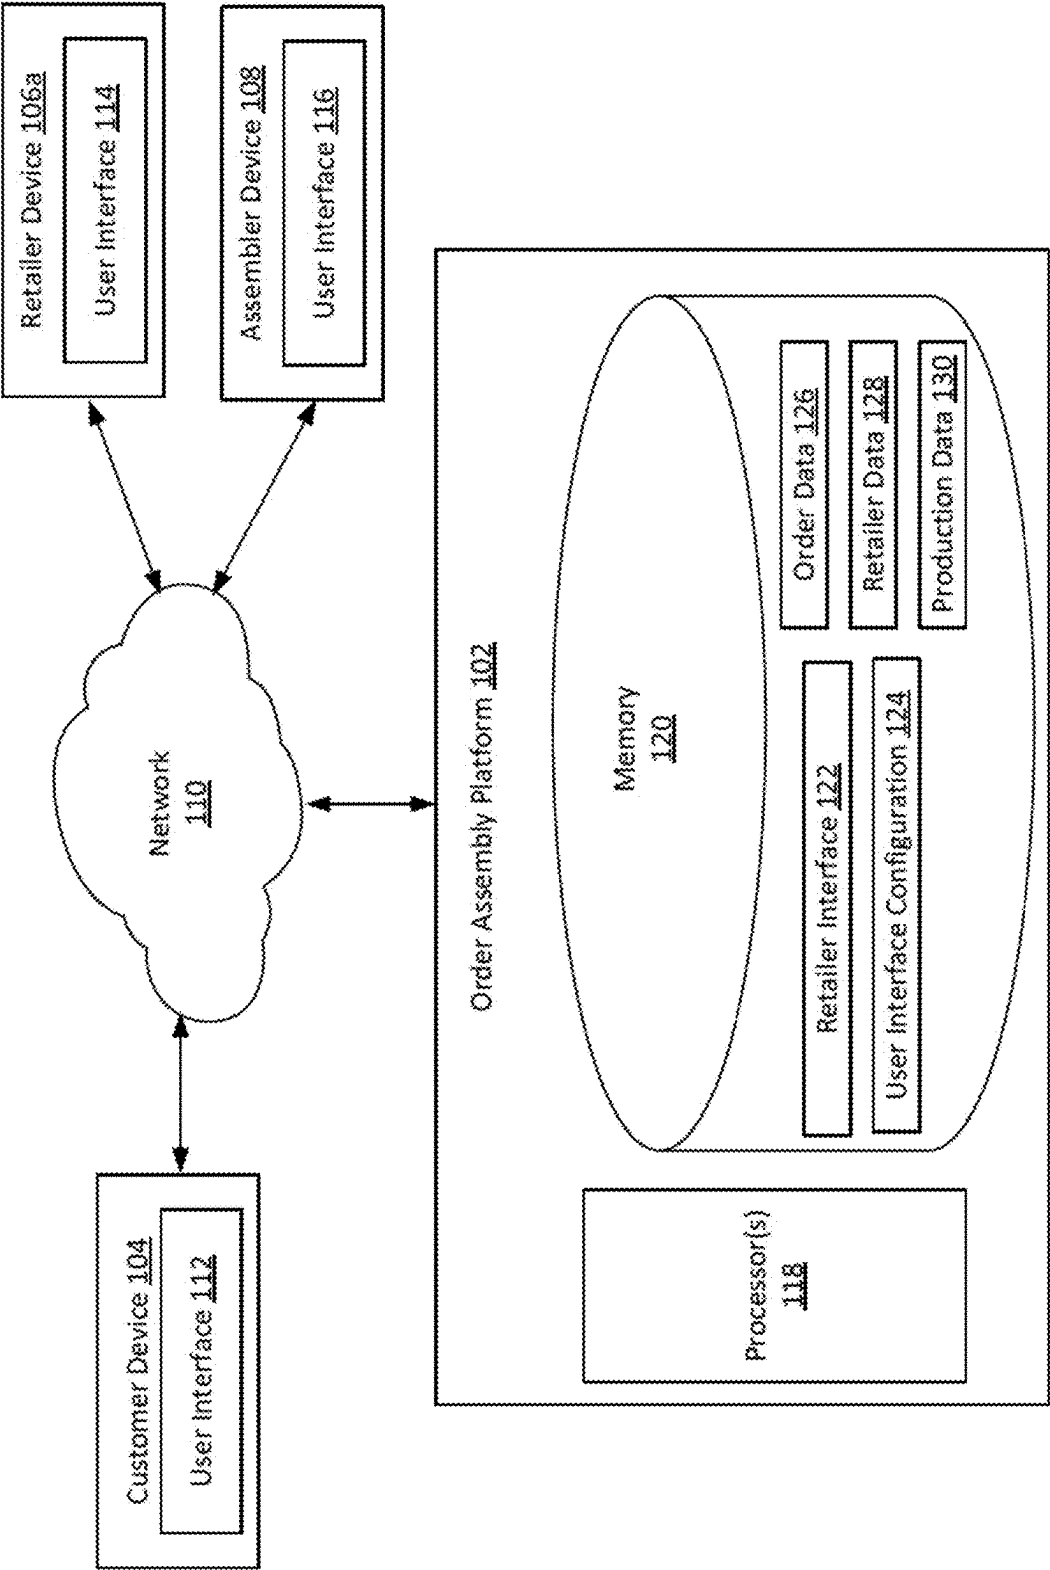 Retailer Device 106a
User Interface 114
Assembler Device 108
User Interface 116
Network
110
Customer Device 104
User Interface 112
Order Assembly Platform 102
Memory
120
Retailer Interface 122
User Interface Configuration 124
Order Data 126
Retailer Data 128
Production Data 130
Processor(s)
118